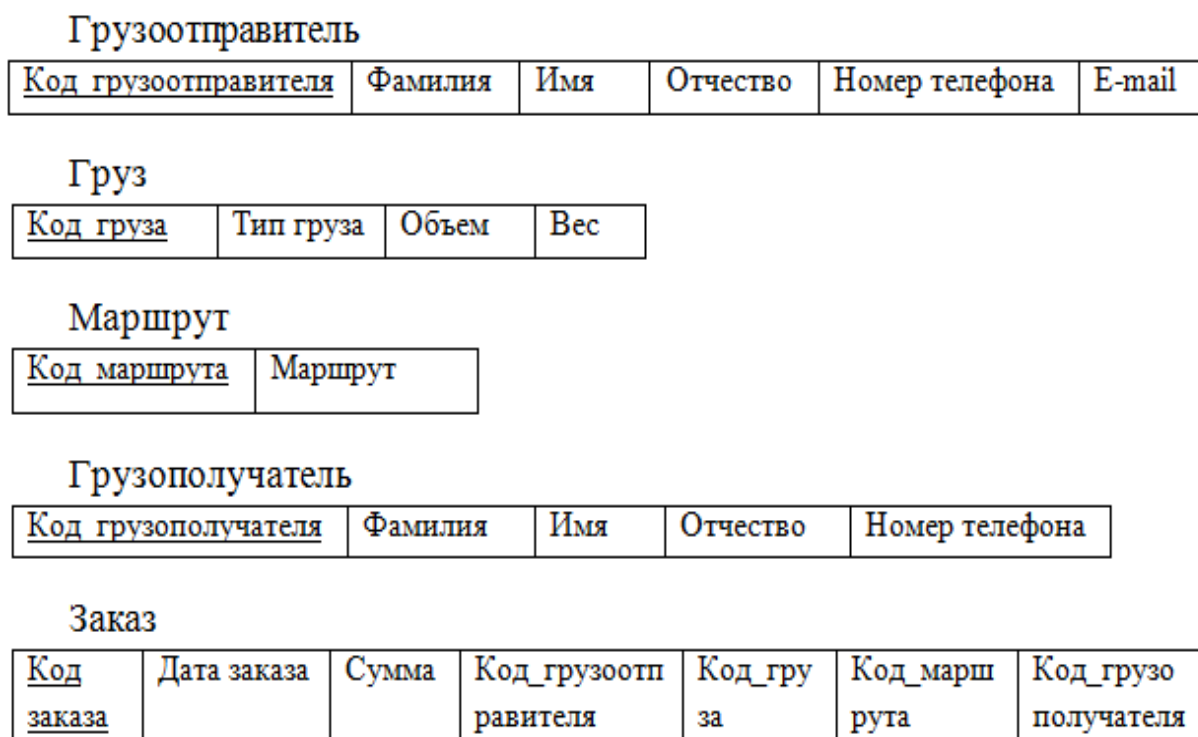 Грузоотправитель
Код_грузоотправителя Фамилия Имя Отчество Номер телефона E-mail
Груз
Код_груза Тип груза Объем Вес
Маршрут
Код_маршрута Маршрут
Грузополучатель
Код_грузополучателя Фамилия Имя Отчество Номер телефона
Заказ
Код Дата заказа Сумма Код_грузоотп Код_гру Код_марш Код_грузо
заказа равителя за рута получателя